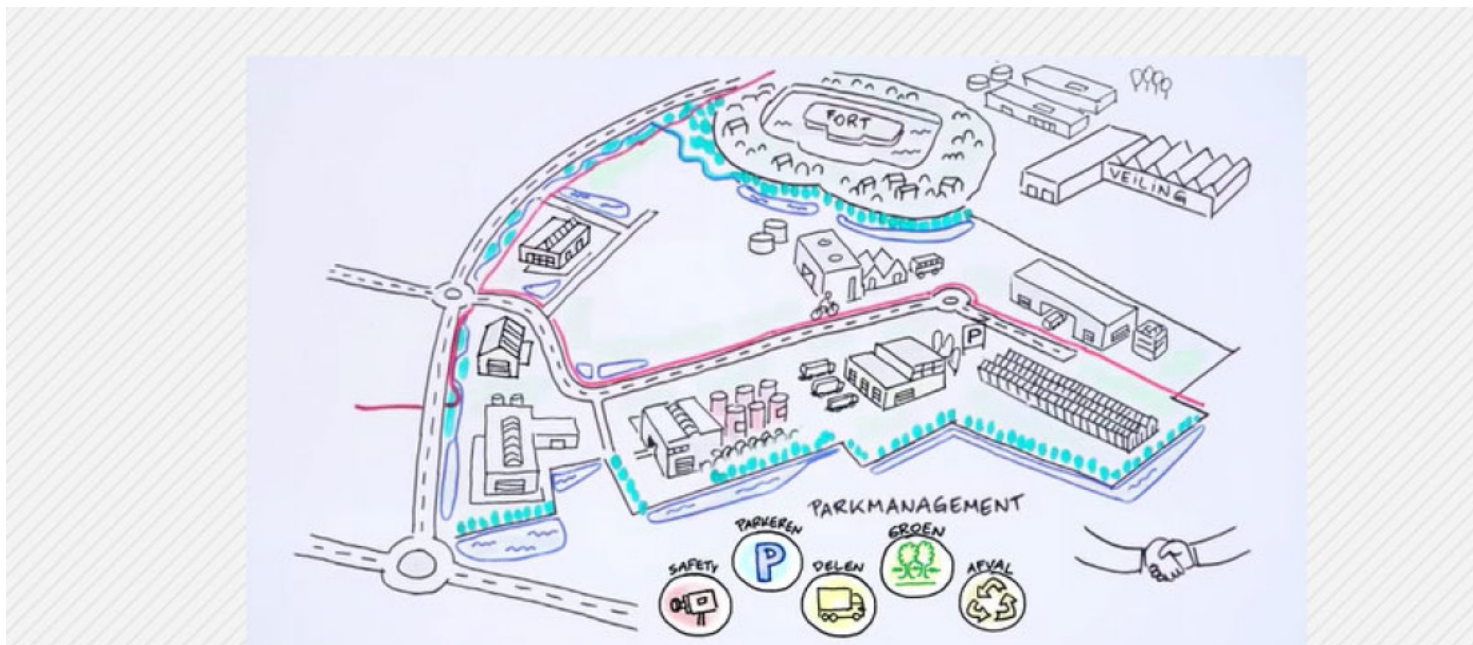 FORT
VEILING
P
PARKMANAGEMENT
PARKEREN
P
GROEN
SAFETY
DELEN
AFVAL